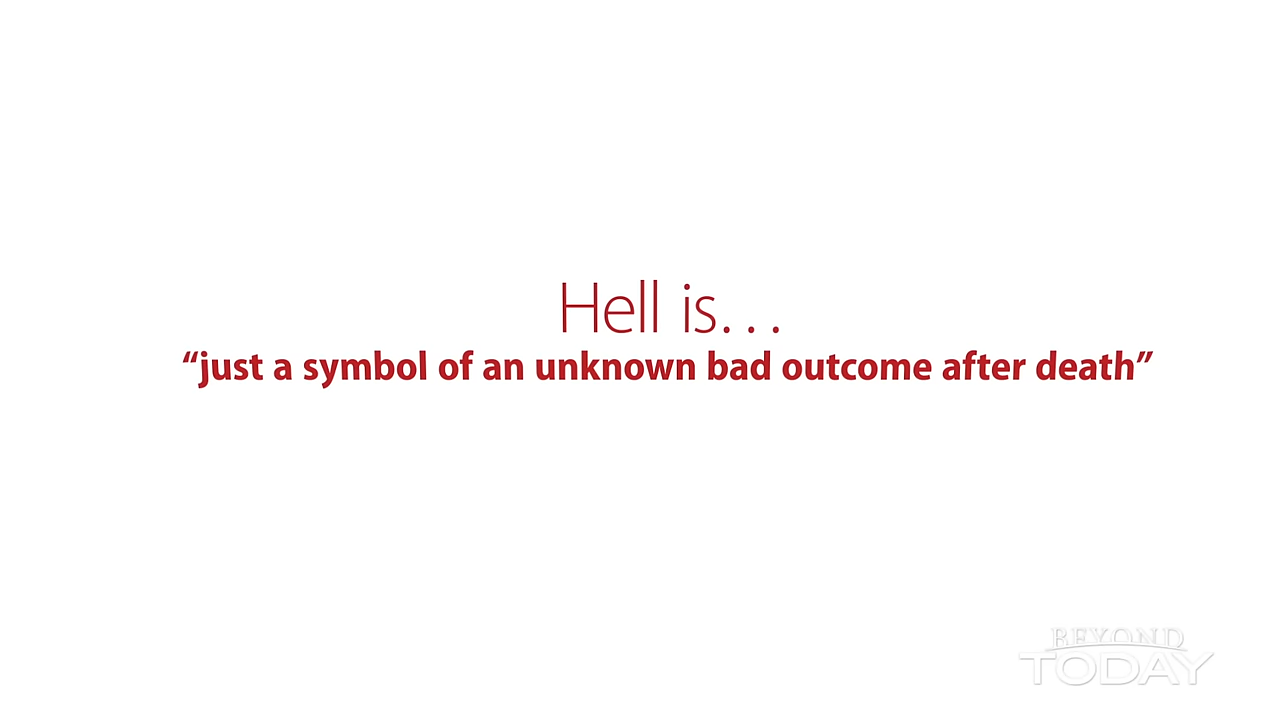 Hell is...
“just a symbol of an unknown bad outcome after death”
BEYOND
TODAY